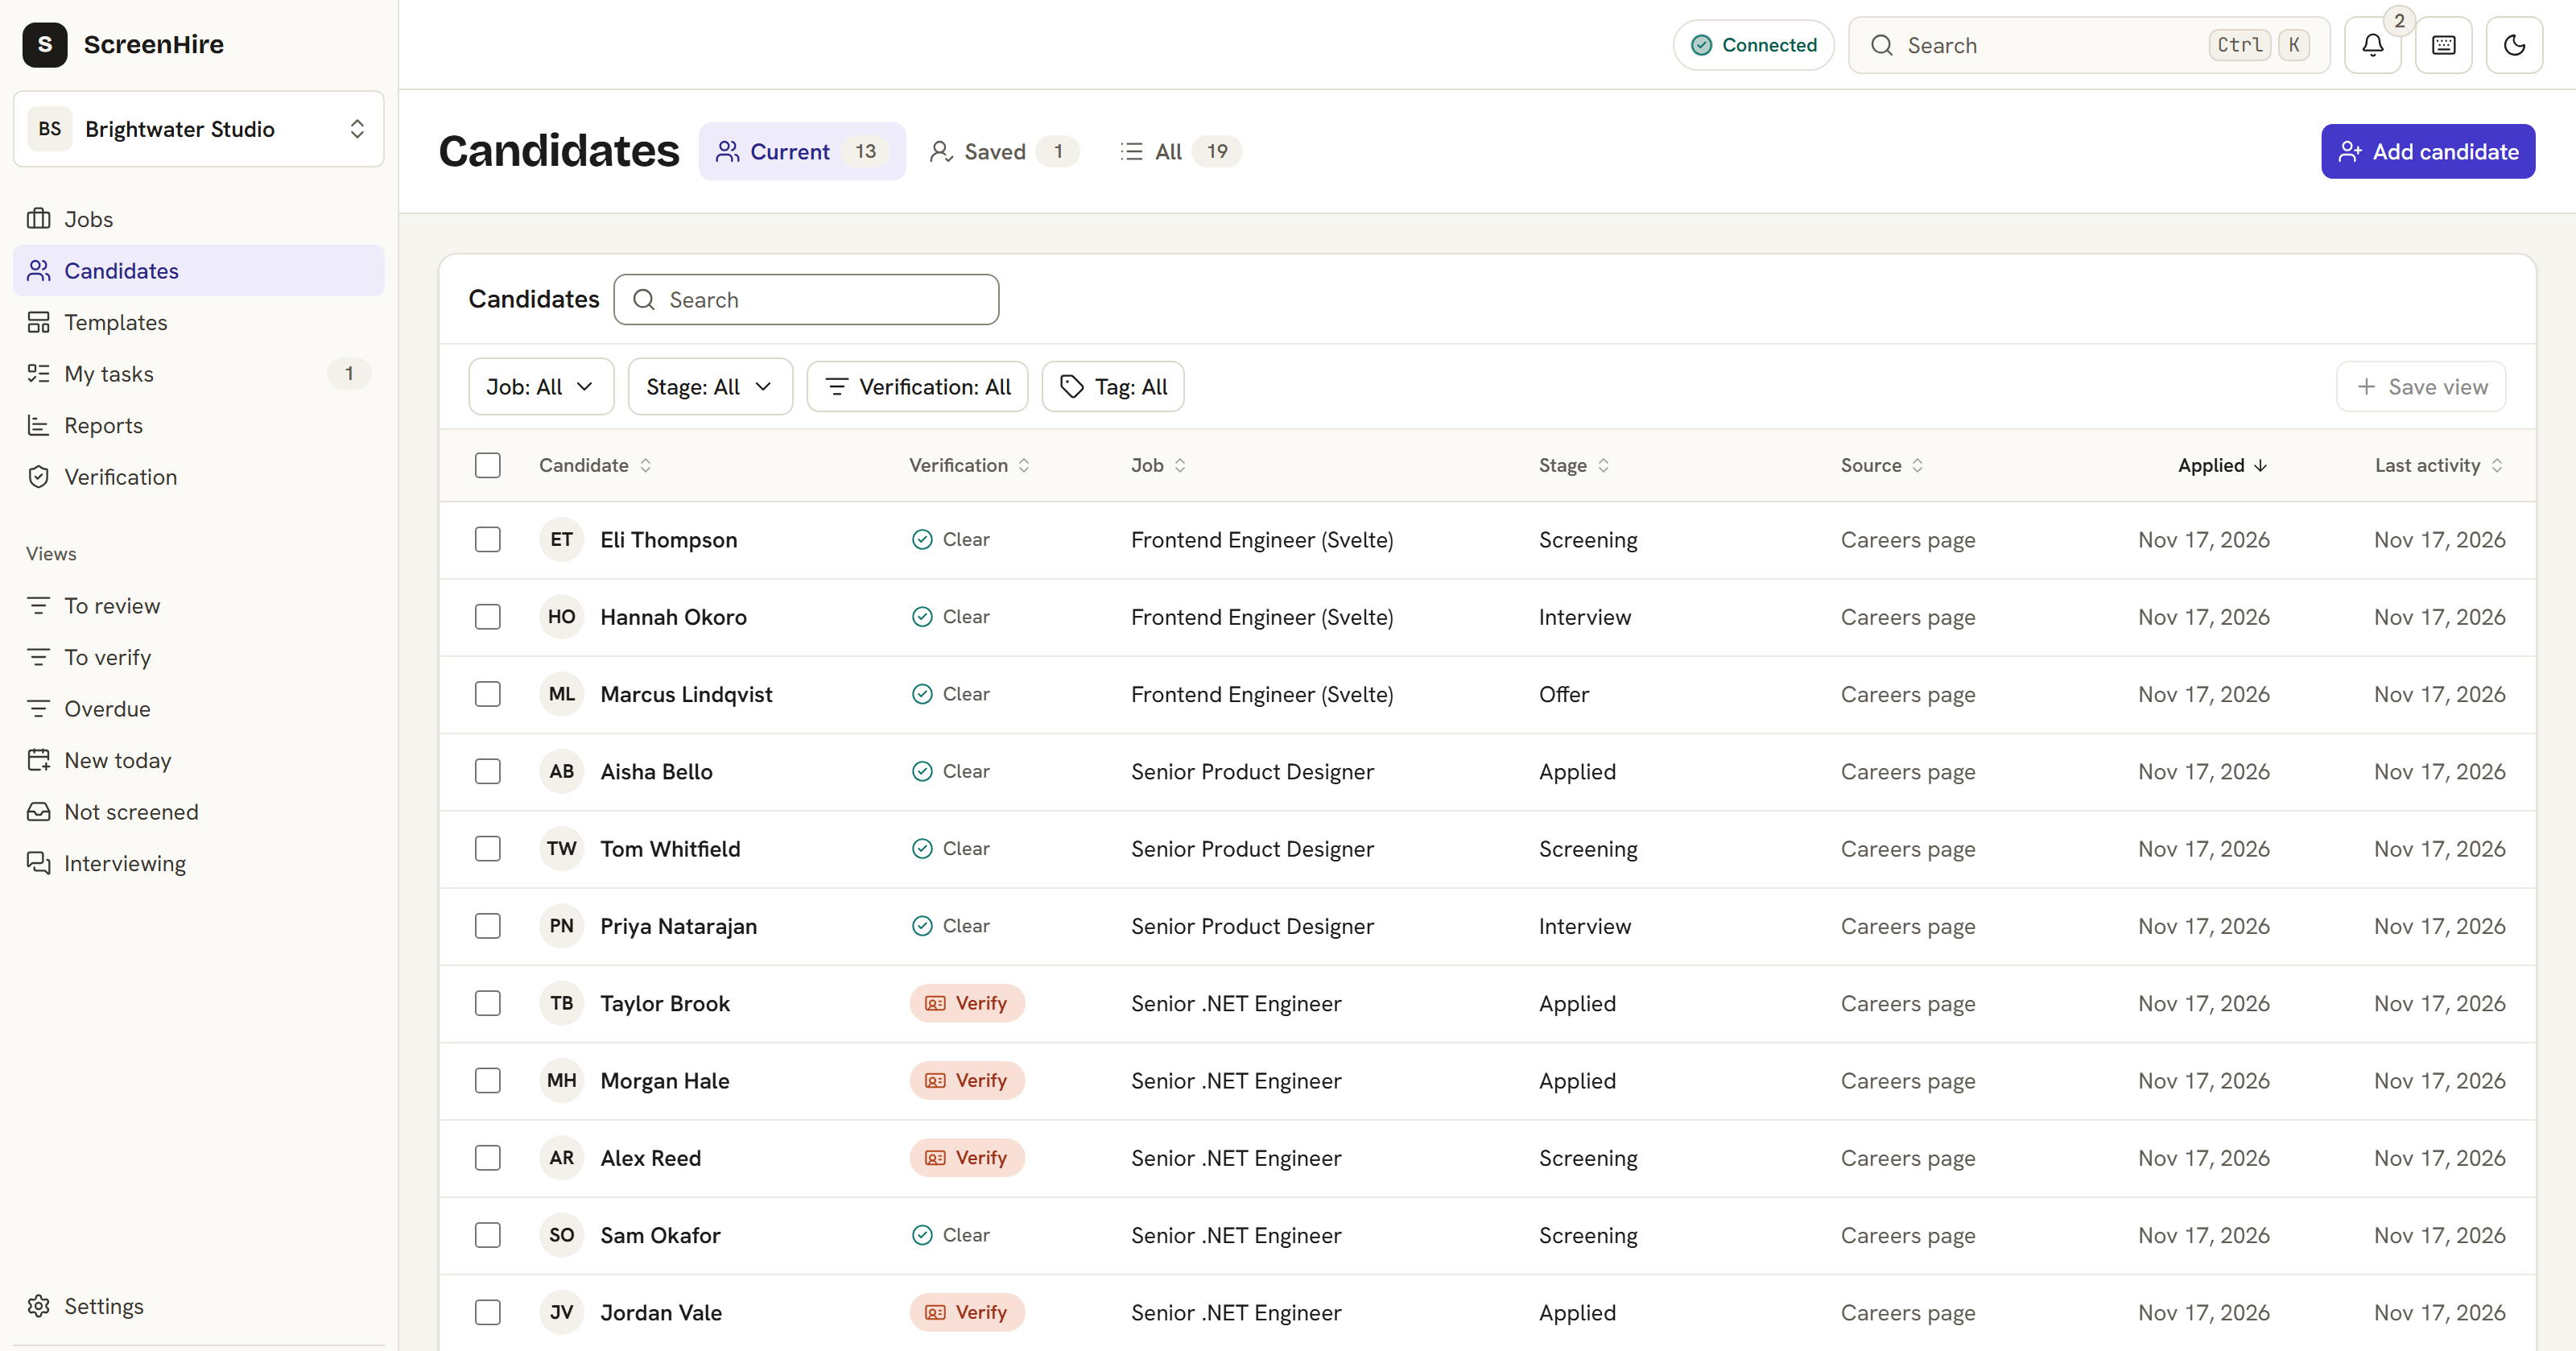 S ScreenHire
BS Brightwater Studio
Jobs
Candidates
Templates
My tasks 1
Reports
Verification
Views
To review
To verify
Overdue
New today
Not screened
Interviewing
Settings
Connected
Search Ctrl K
2
Candidates
Current 13
Saved 1
All 19
Add candidate
Candidates
Search
Job: All
Stage: All
Verification: All
Tag: All
Save view
Candidate Verification Job Stage Source Applied Last activity
ET Eli Thompson Clear Frontend Engineer (Svelte) Screening Careers page Nov 17, 2026 Nov 17, 2026
HO Hannah Okoro Clear Frontend Engineer (Svelte) Interview Careers page Nov 17, 2026 Nov 17, 2026
ML Marcus Lindqvist Clear Frontend Engineer (Svelte) Offer Careers page Nov 17, 2026 Nov 17, 2026
AB Aisha Bello Clear Senior Product Designer Applied Careers page Nov 17, 2026 Nov 17, 2026
TW Tom Whitfield Clear Senior Product Designer Screening Careers page Nov 17, 2026 Nov 17, 2026
PN Priya Natarajan Clear Senior Product Designer Interview Careers page Nov 17, 2026 Nov 17, 2026
TB Taylor Brook Verify Senior .NET Engineer Applied Careers page Nov 17, 2026 Nov 17, 2026
MH Morgan Hale Verify Senior .NET Engineer Applied Careers page Nov 17, 2026 Nov 17, 2026
AR Alex Reed Verify Senior .NET Engineer Screening Careers page Nov 17, 2026 Nov 17, 2026
SO Sam Okafor Clear Senior .NET Engineer Screening Careers page Nov 17, 2026 Nov 17, 2026
JV Jordan Vale Verify Senior .NET Engineer Applied Careers page Nov 17, 2026 Nov 17, 2026